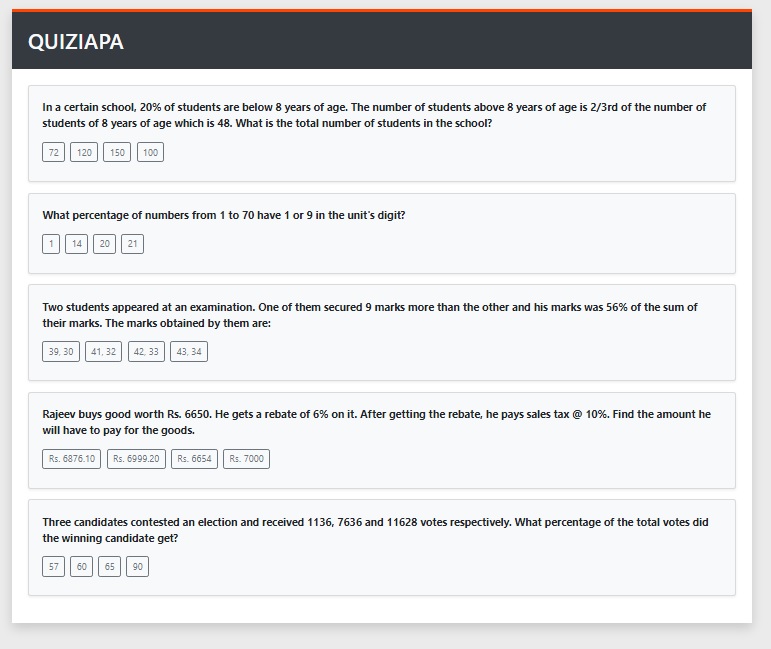 QUIZIAPA
In a certain school, 20% of students are below 8 years of age. The number of students above 8 years of age is 2/3rd of the number of
students of 8 years of age which is 48. What is the total number of students in the school?
72 120 150 100
What percentage of numbers from 1 to 70 have 1 or 9 in the unit's digit?
1 14 20 21
Two students appeared at an examination. One of them secured 9 marks more than the other and his marks was 56% of the sum of
their marks. The marks obtained by them are:
39, 30 41, 32 42, 33 43, 34
Rajeev buys good worth Rs. 6650. He gets a rebate of 6% on it. After getting the rebate, he pays sales tax @ 10%. Find the amount he
will have to pay for the goods.
Rs. 6876.10 Rs. 6999.20 Rs. 6654 Rs. 7000
Three candidates contested an election and received 1136, 7636 and 11628 votes respectively. What percentage of the total votes did
the winning candidate get?
57 60 65 90